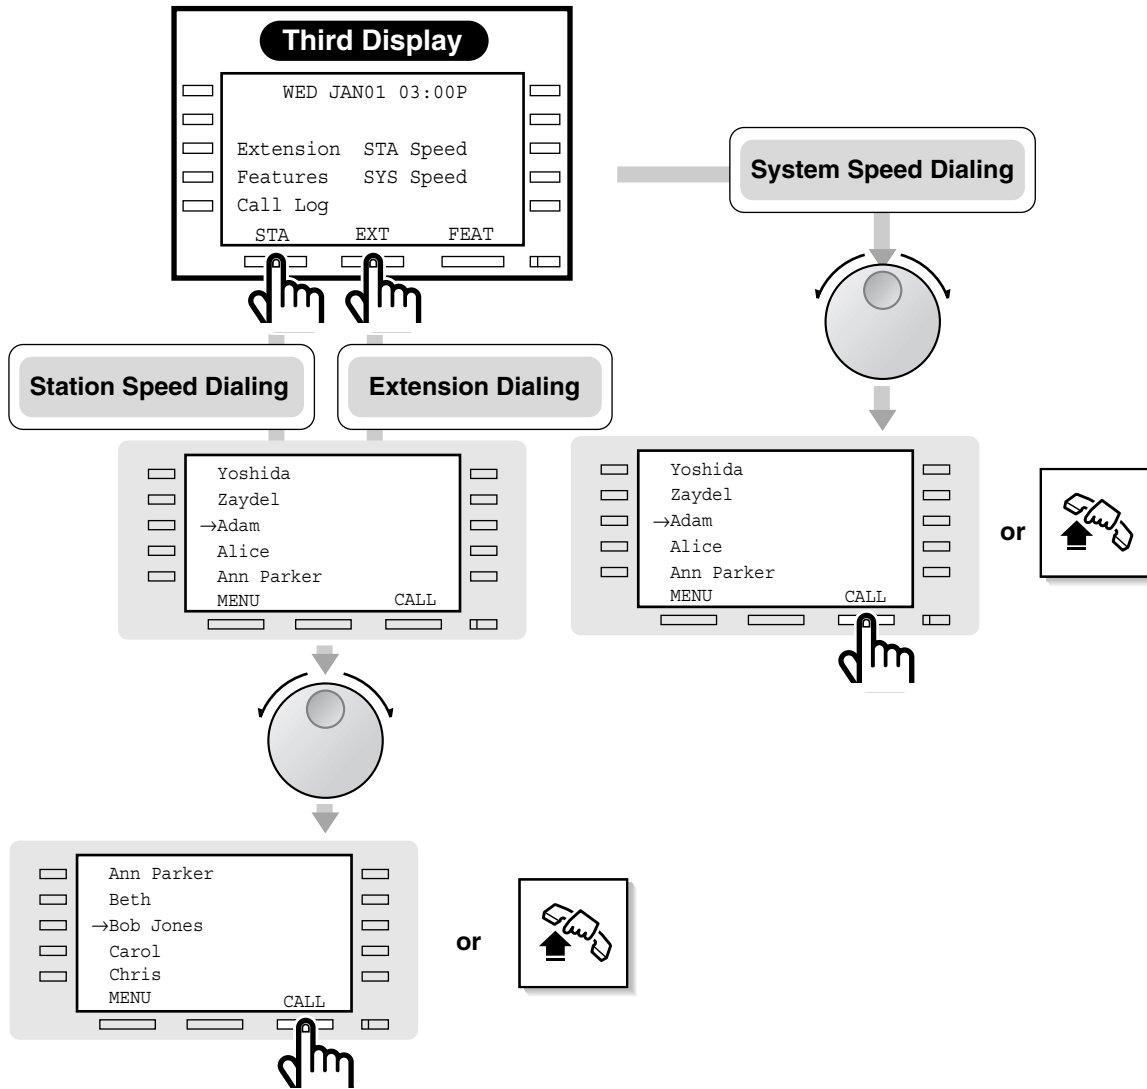 Third Display
WED JAN01 03:00P
Extension STA Speed
Features SYS Speed
Call Log
STA EXT FEAT
System Speed Dialing
Station Speed Dialing
Extension Dialing
Yoshida
Zaydel
→Adam
Alice
Ann Parker
MENU CALL
Yoshida
Zaydel
→Adam
Alice
Ann Parker
MENU CALL
or
Ann Parker
Beth
→Bob Jones
Carol
Chris
MENU CALL
or